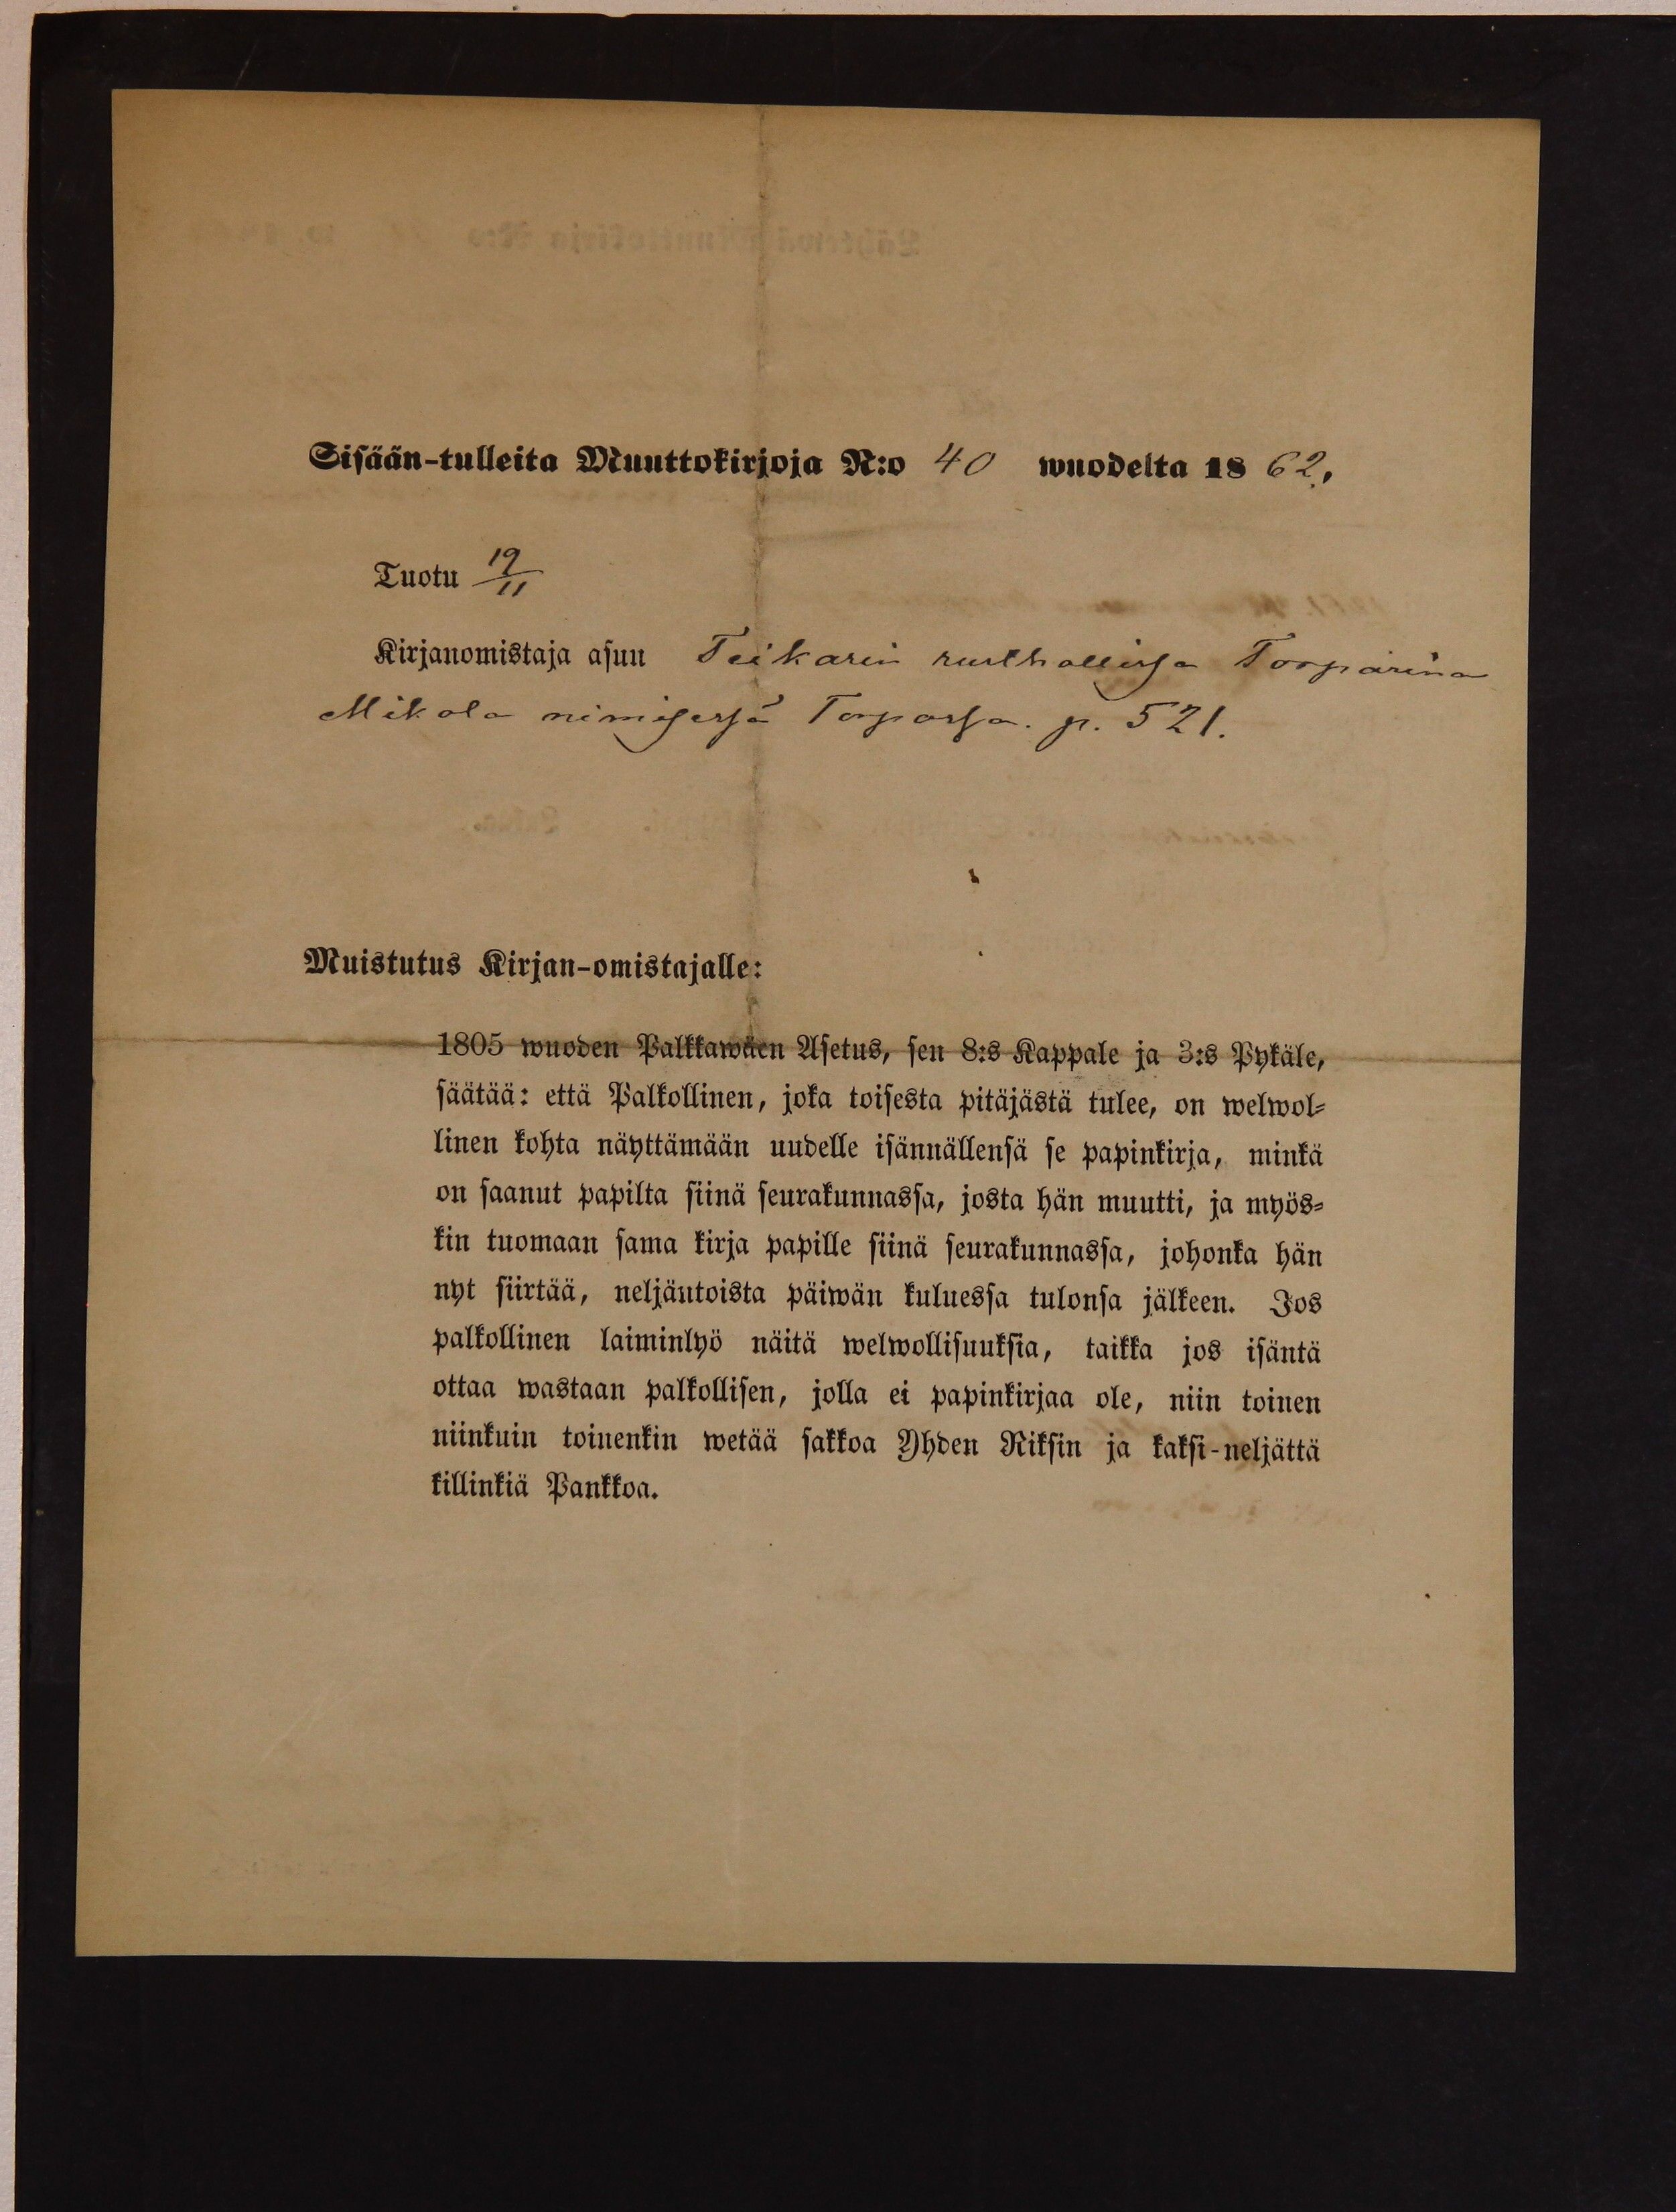 Sisään-tulleita Muuttokirjoja N:o 40 wuodelta 1862.
Tuotu 19/11
Kirjanomistaja asuu Teikarin rusthollissa Torparina
Mikola nimisessä Torpassa. p. 521.
Muistutus Kirjan-omistajalle:
1805 wuoden Palkkawäen Asetus, sen 8:s Kappale ja 3:s Pykäle,
säätää: että Palkollinen, joka toisesta pitäjästä tulee, on welwol-
linen kohta näyttämään uudelle isännällensä se papinkirja, minkä
on saanut papilta siinä seurakunnassa, josta hän muutti, ja myös-
kin tuomaan sama kirja papille siinä seurakunnassa, johonka hän
nyt siirtää, neljäntoista päiwän kuluessa tulonsa jälkeen. Jos
palkollinen laiminlyö näitä welwollisuuksia, taikka jos isäntä
ottaa wastaan palkollisen, jolla ei papinkirjaa ole, niin toinen
niinkuin toinenkin wetää sakkoa Yhden Riksin ja kaksi-neljättä
killinkiä Pankkoa.